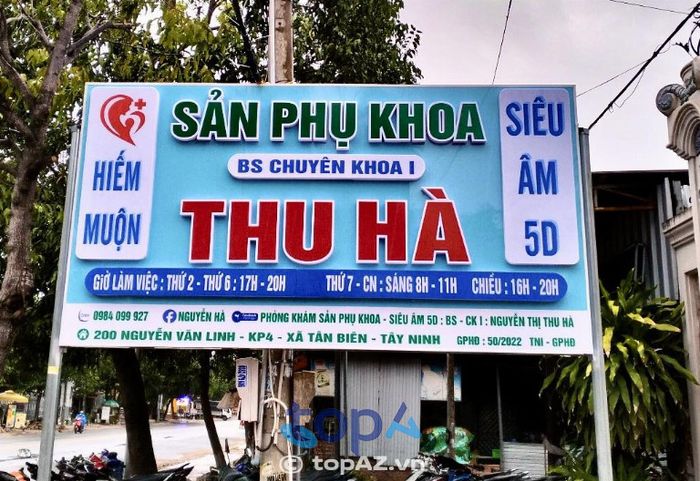 SẢN PHỤ KHOA
BS CHUYÊN KHOA I
THU HÀ
HIẾM
MUỘN
SIÊU
ÂM
5D
GIỜ LÀM VIỆC : THỨ 2 - THỨ 6 : 17H - 20H THỨ 7 - CN : SÁNG 8H - 11H CHIỀU : 16H - 20H
0984 099 927 NGUYỄN HÀ PHÒNG KHÁM SẢN PHỤ KHOA - SIÊU ÂM 5D : BS - CK I : NGUYỄN THỊ THU HÀ
200 NGUYỄN VĂN LINH - KP4 - XÃ TÂN BIÊN - TÂY NINH GPHĐ : 50/2022 TNI - GPHĐ
topAZ
© topAZ.vn